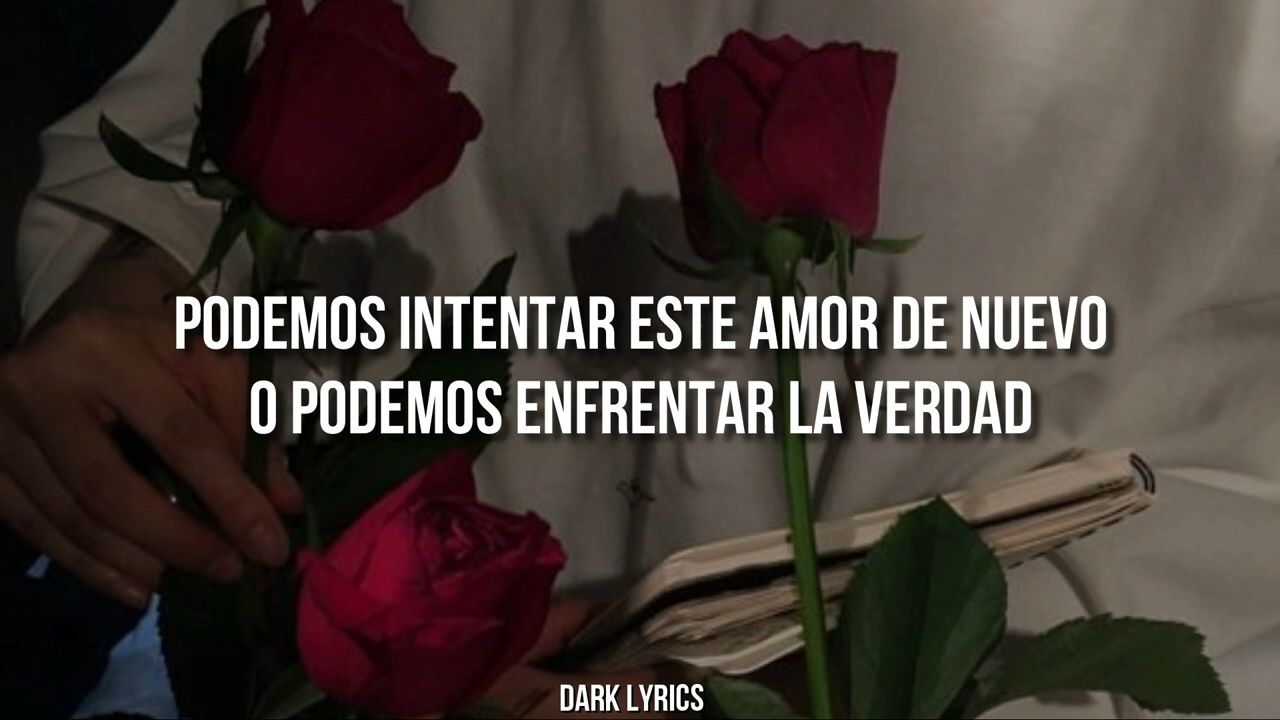 PODEMOS INTENTAR ESTE AMOR DE NUEVO
O PODEMOS ENFRENTAR LA VERDAD
DARK LYRICS